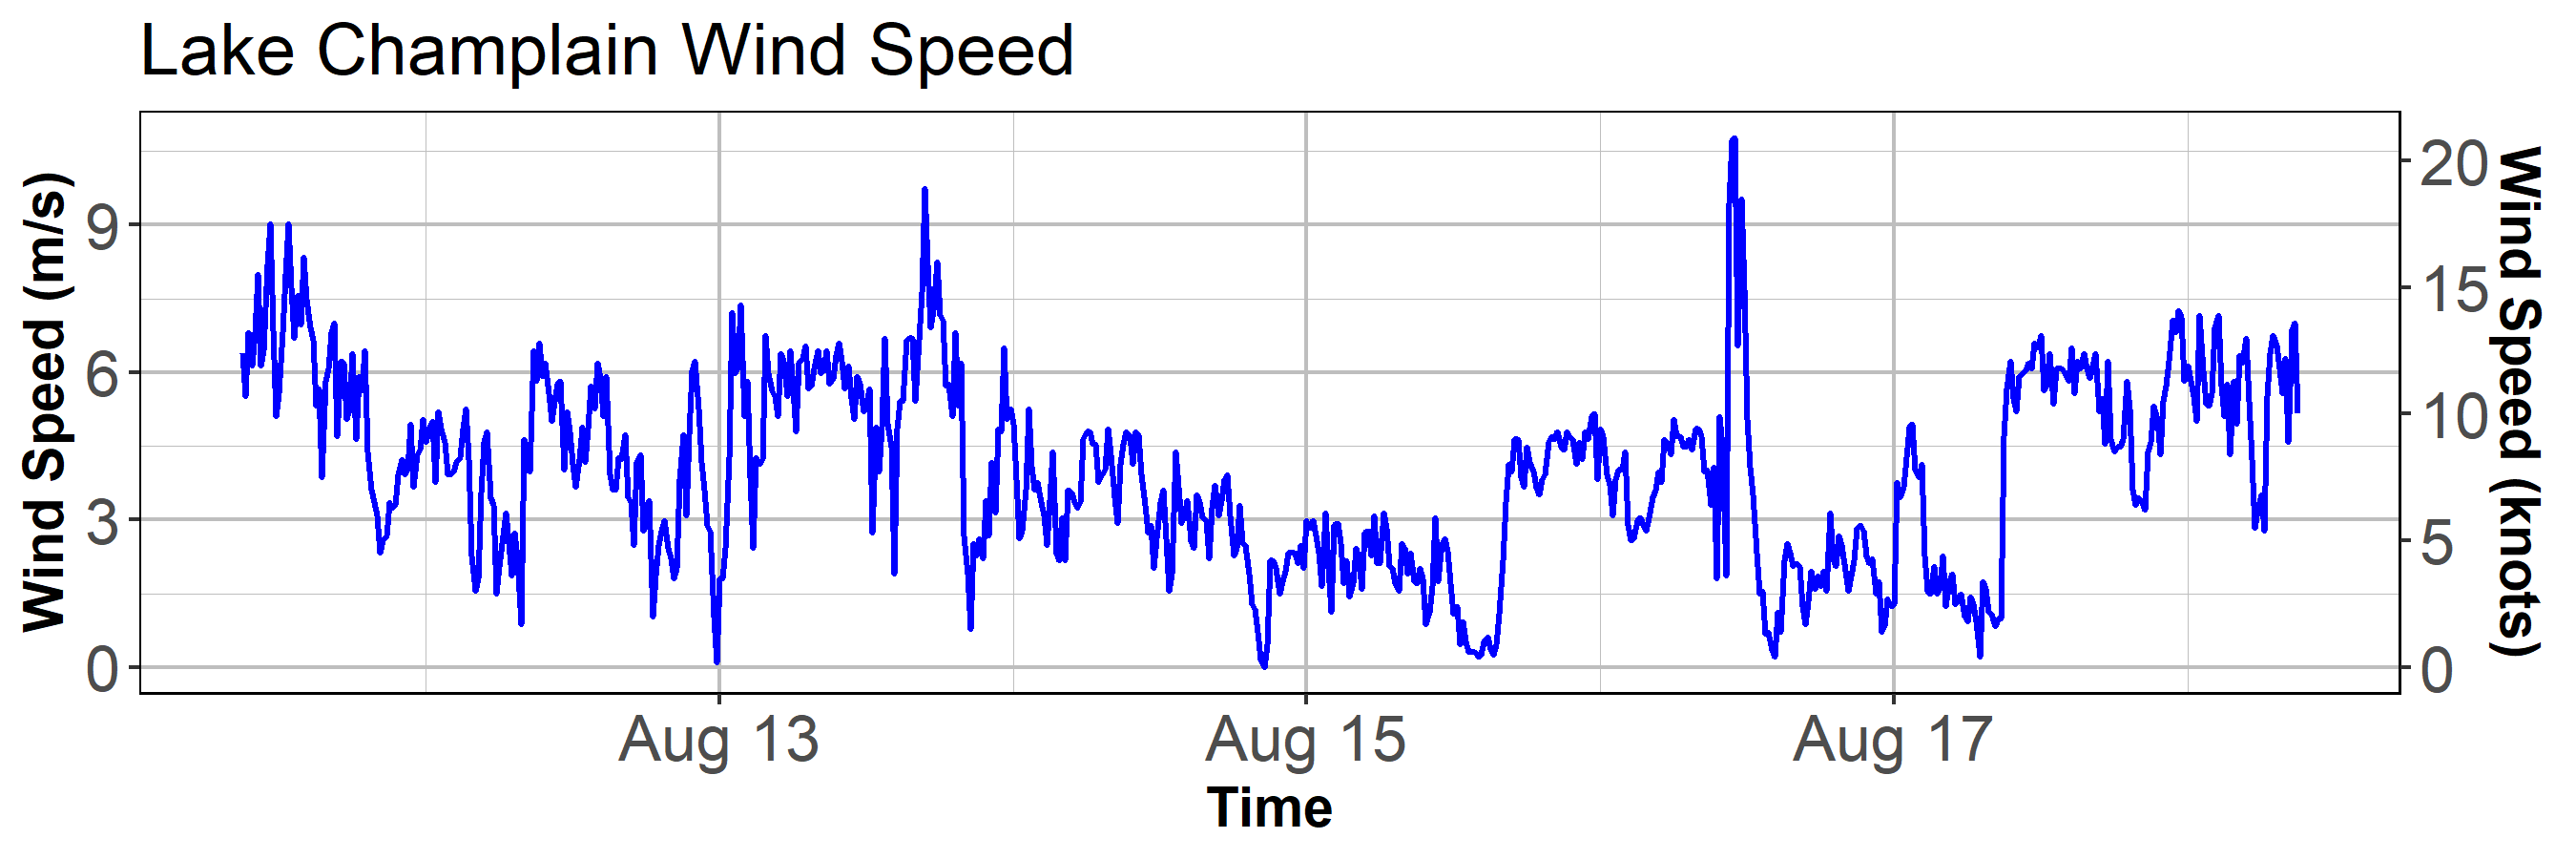 Lake Champlain Wind Speed
Wind Speed (m/s)
9
6
3
0
20
15
10
5
0
Wind Speed (knots)
Aug 13
Aug 15
Aug 17
Time